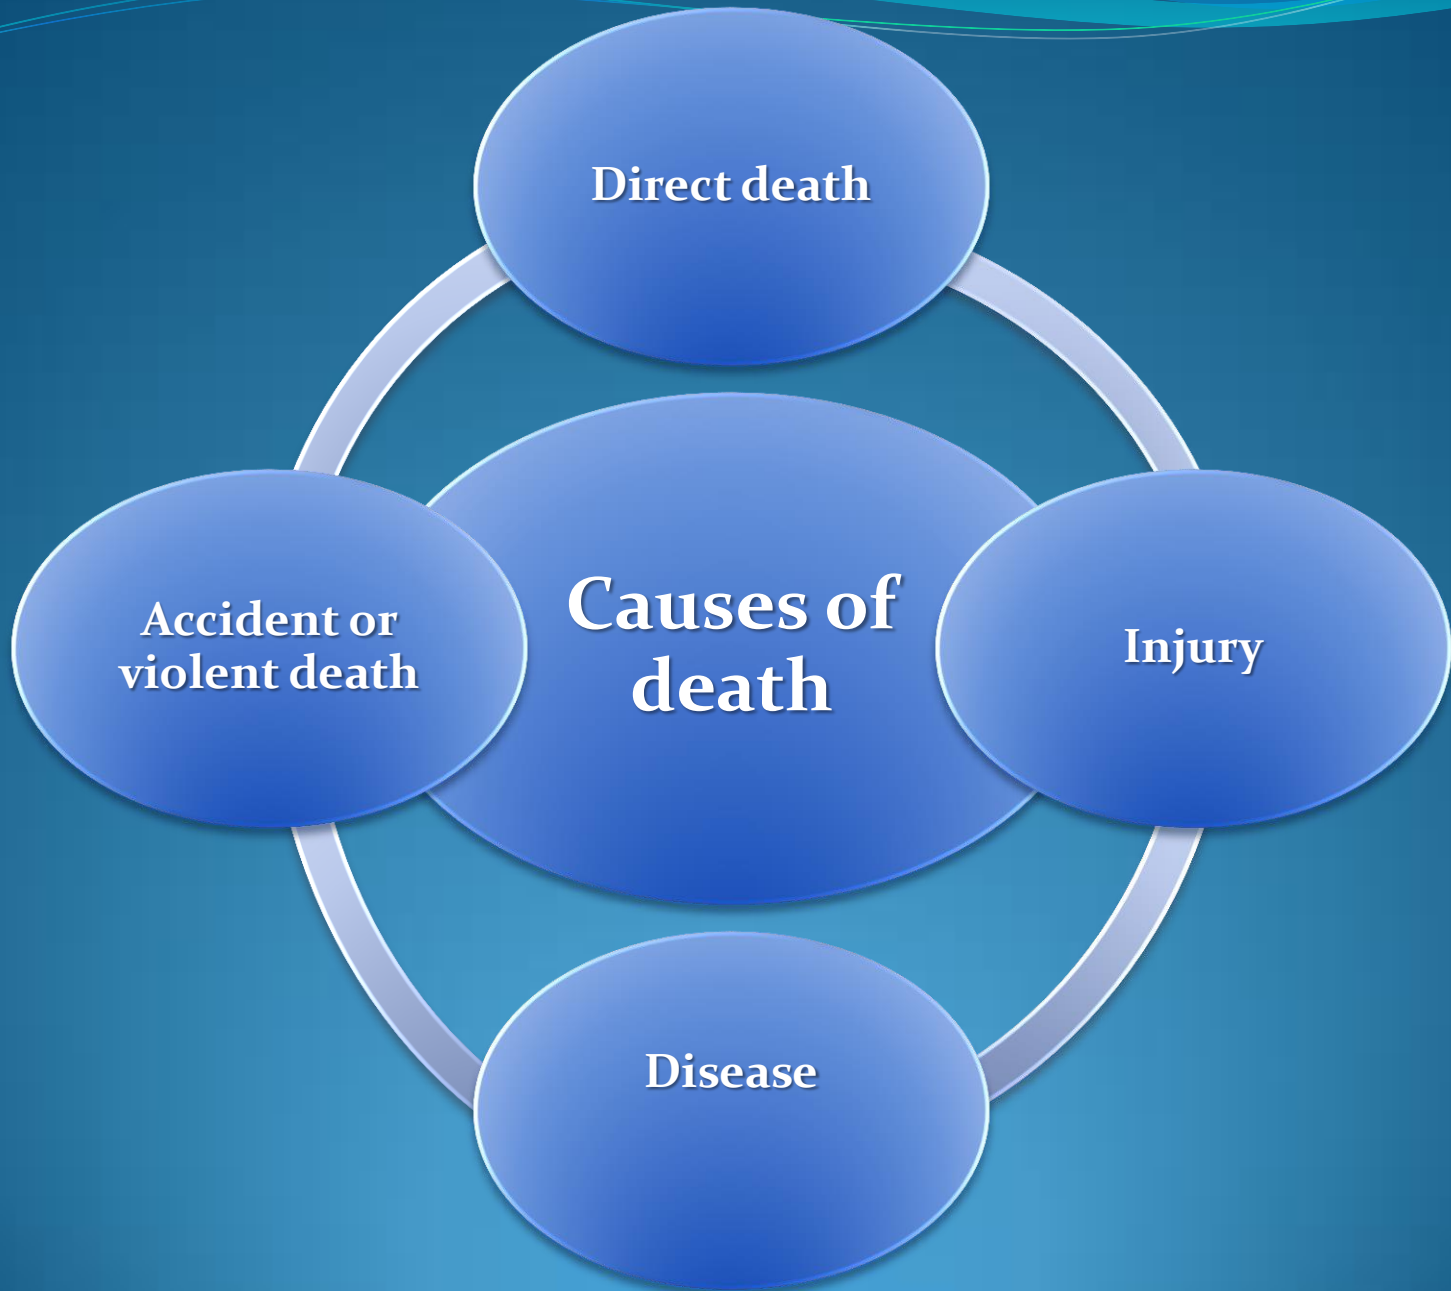 Direct death
Accident or
violent death
Causes of
death
Injury
Disease